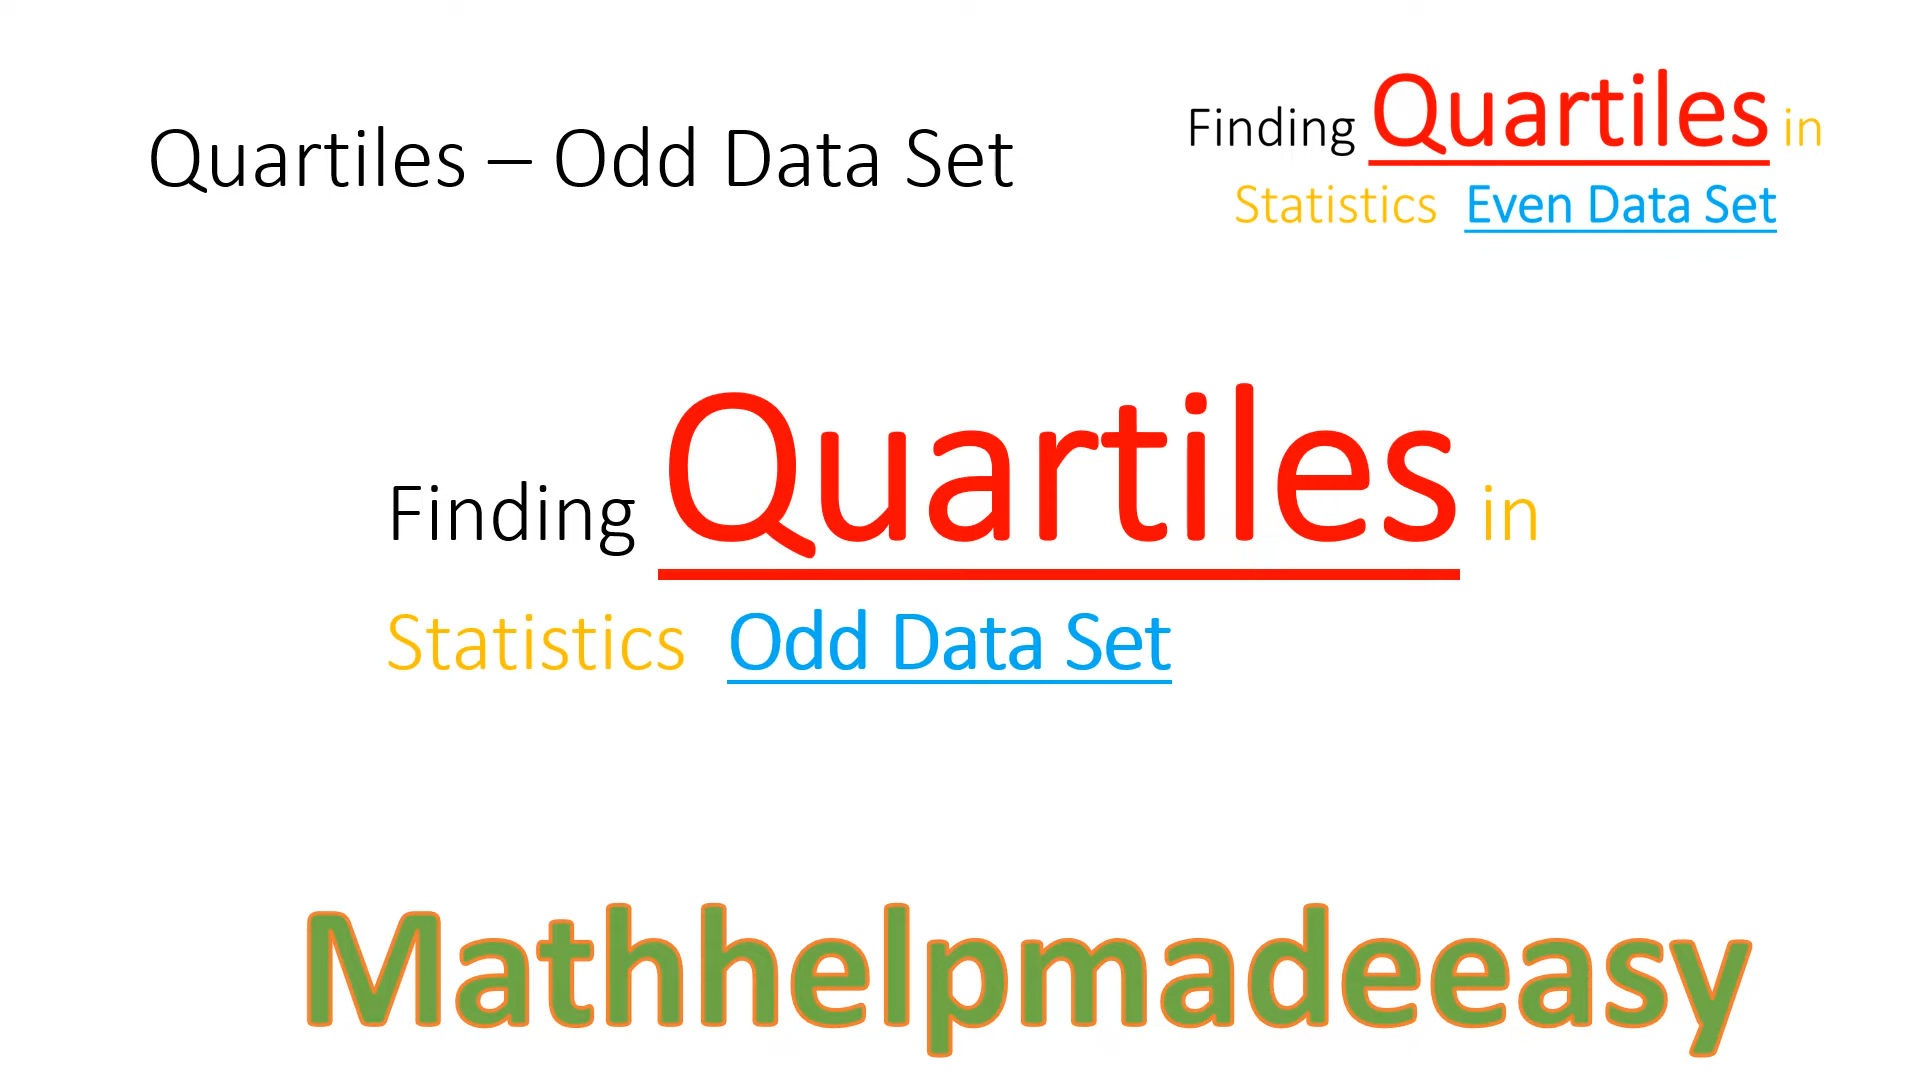 Quartiles – Odd Data Set
Finding Quartiles in
Statistics Even Data Set
Finding Quartiles in
Statistics Odd Data Set
Mathhelpmadeeasy